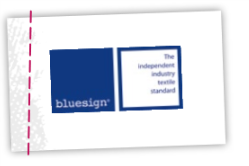 bluesign®
The
independent
industry
textile
standard